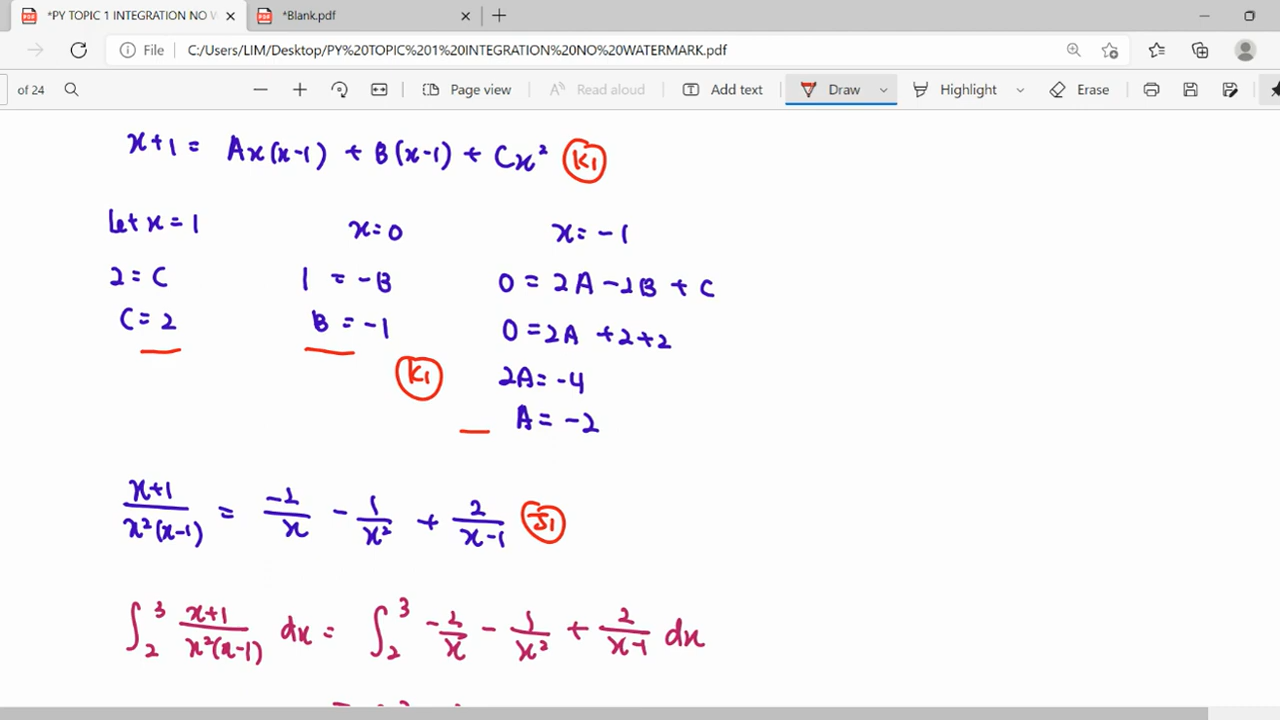 *PY TOPIC 1 INTEGRATION NO W
*Blank.pdf
File
C:/Users/LIM/Desktop/PY%20TOPIC%201%20INTEGRATION%20NO%20WATERMARK.pdf
of 24
Page view
Read aloud
Add text
Draw
Highlight
Erase
x+1 = Ax(x-1) + B(x-1) + Cx² K1
let x = 1 x = 0 x = -1
2 = C 1 = -B 0 = 2A - 2B + C
C = 2 B = -1 0 = 2A + 2 + 2
K1 2A = -4
A = -2
x+1 / x²(x-1) = -2/x - 1/x² + 2/x-1 J1
∫₂³ x+1 / x²(x-1) dx = ∫₂³ -2/x - 1/x² + 2/x-1 dx